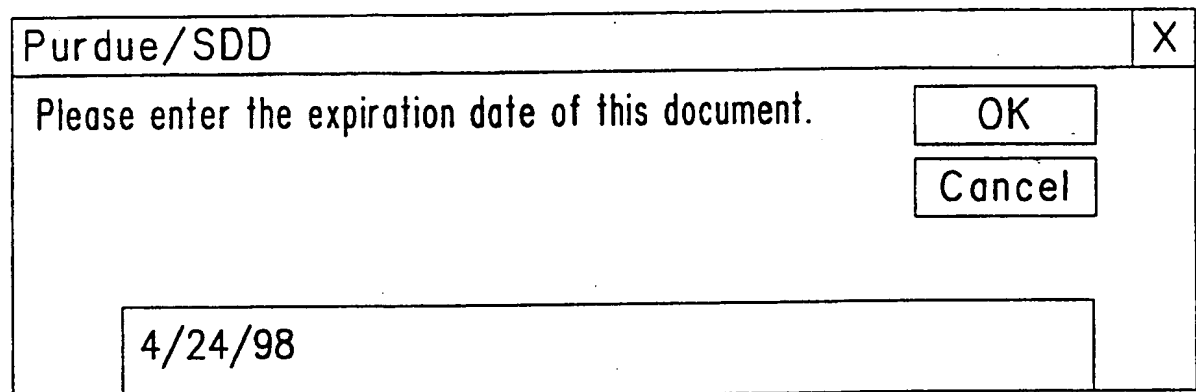 Purdue/SDD X
Please enter the expiration date of this document. OK
Cancel
4/24/98